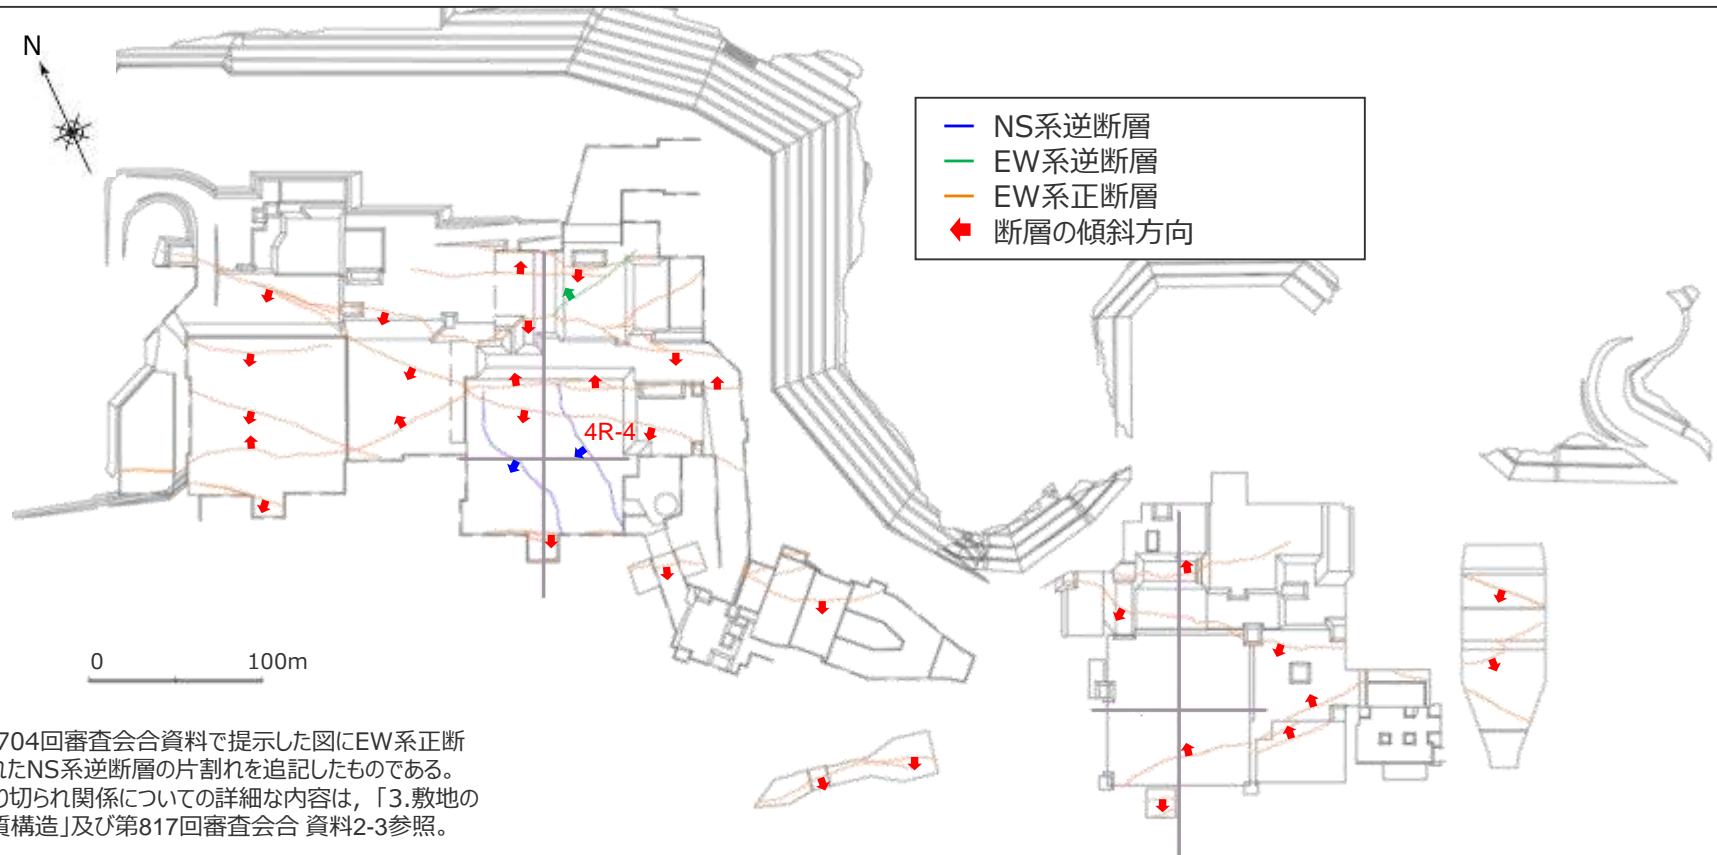 N
NS系逆断層
EW系逆断層
EW系正断層
断層の傾斜方向
4R-4
0 100m
704回審査会合資料で提示した図にEW系正断
れたNS系逆断層の片割れを追記したものである。
り切られ関係についての詳細な内容は，「3.敷地の
質構造」及び第817回審査会合 資料2-3参照。